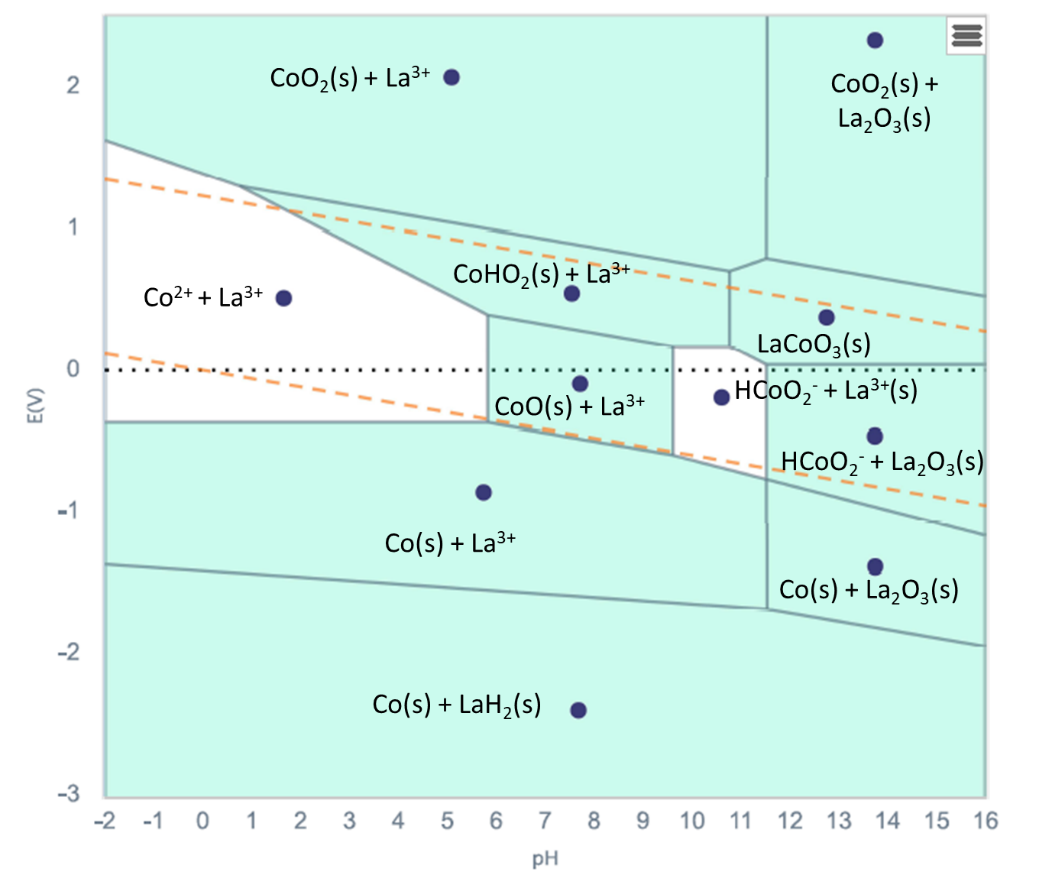 CoO₂(s) + La³⁺
CoO₂(s) +
La₂O₃(s)
2
1
CoHO₂(s) + La³⁺
Co²⁺ + La³⁺
LaCoO₃(s)
0
HCoO₂⁻ + La³⁺(s)
CoO(s) + La³⁺
E(V)
HCoO₂⁻ + La₂O₃(s)
-1
Co(s) + La³⁺
Co(s) + La₂O₃(s)
-2
Co(s) + LaH₂(s)
-3
-2 -1 0 1 2 3 4 5 6 7 8 9 10 11 12 13 14 15 16
pH